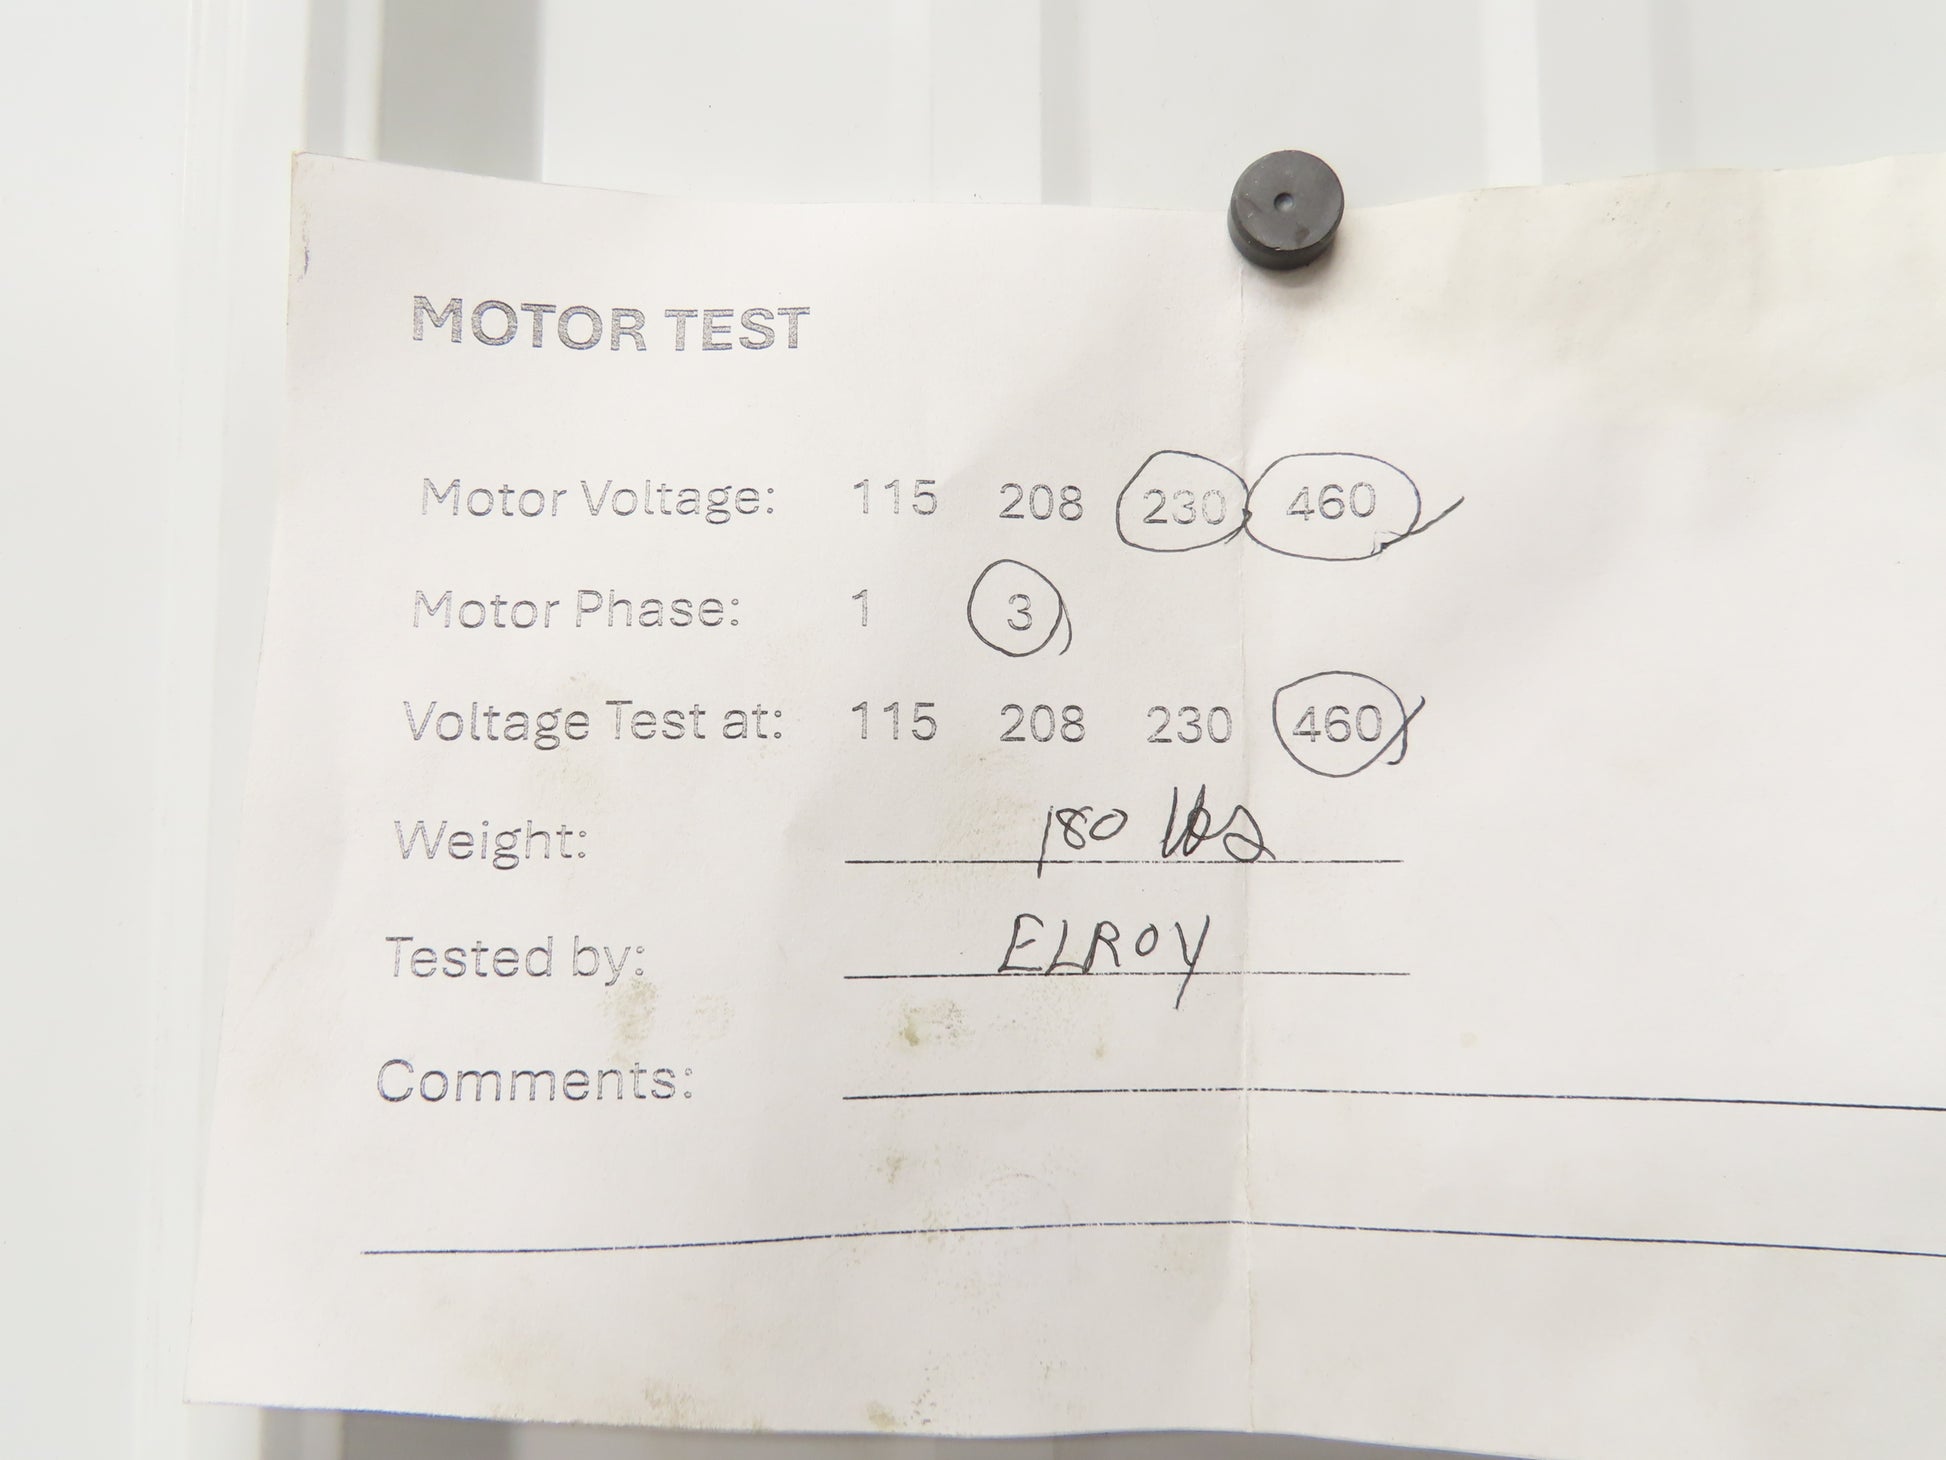 MOTOR TEST
Motor Voltage: 115 208 230 460
Motor Phase: 1 3
Voltage Test at: 115 208 230 460
Weight: 180 lbs
Tested by: ELROY
Comments: